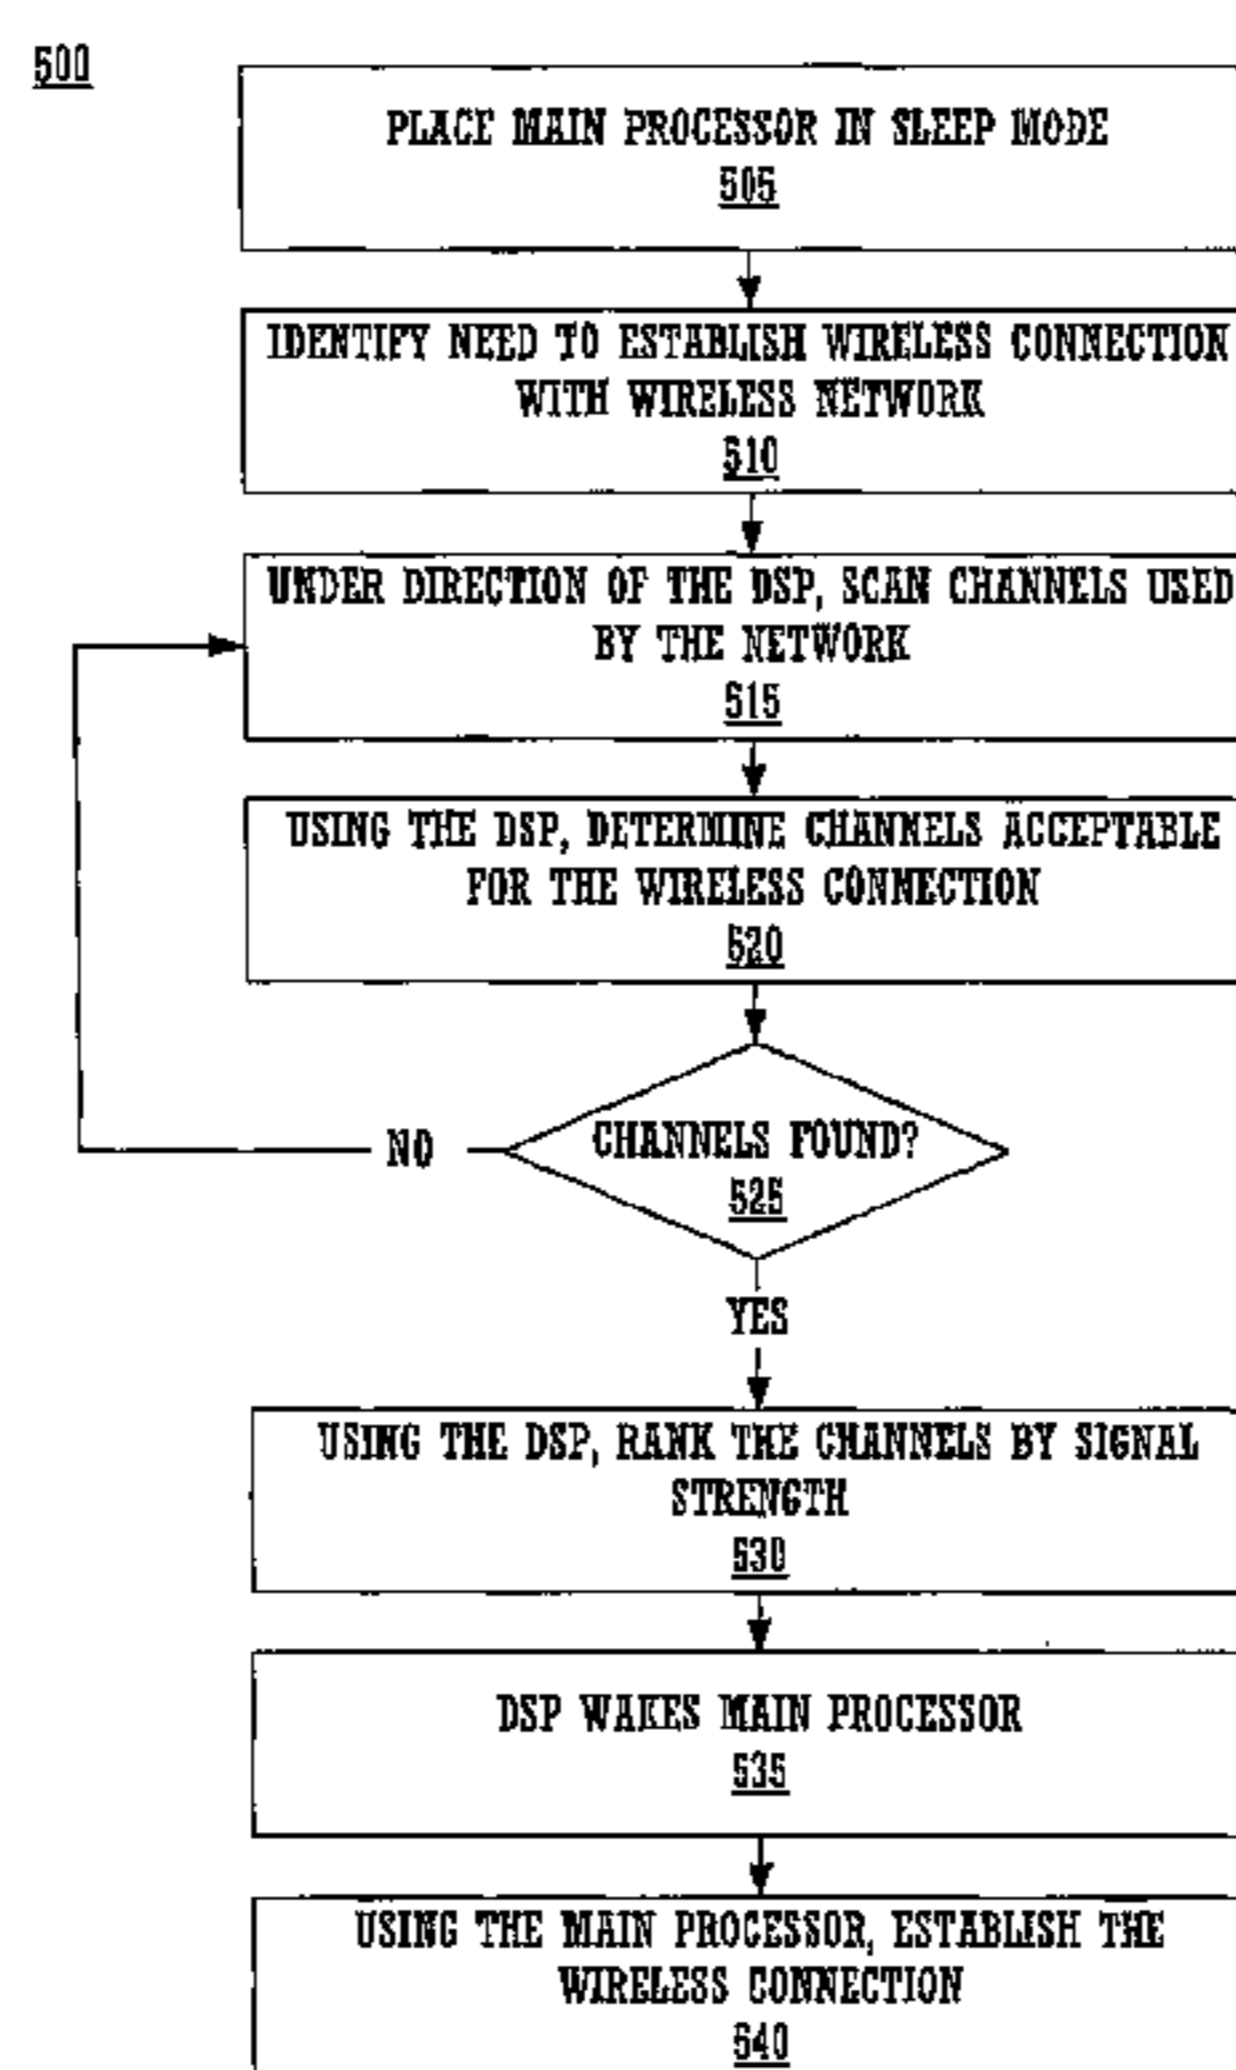 500
PLACE MAIN PROCESSOR IN SLEEP MODE
505
IDENTIFY NEED TO ESTABLISH WIRELESS CONNECTION
WITH WIRELESS NETWORK
510
UNDER DIRECTION OF THE DSP, SCAN CHANNELS USED
BY THE NETWORK
515
USING THE DSP, DETERMINE CHANNELS ACCEPTABLE
FOR THE WIRELESS CONNECTION
520
CHANNELS FOUND?
525
NO
YES
USING THE DSP, RANK THE CHANNELS BY SIGNAL
STRENGTH
530
DSP WAKES MAIN PROCESSOR
535
USING THE MAIN PROCESSOR, ESTABLISH THE
WIRELESS CONNECTION
540